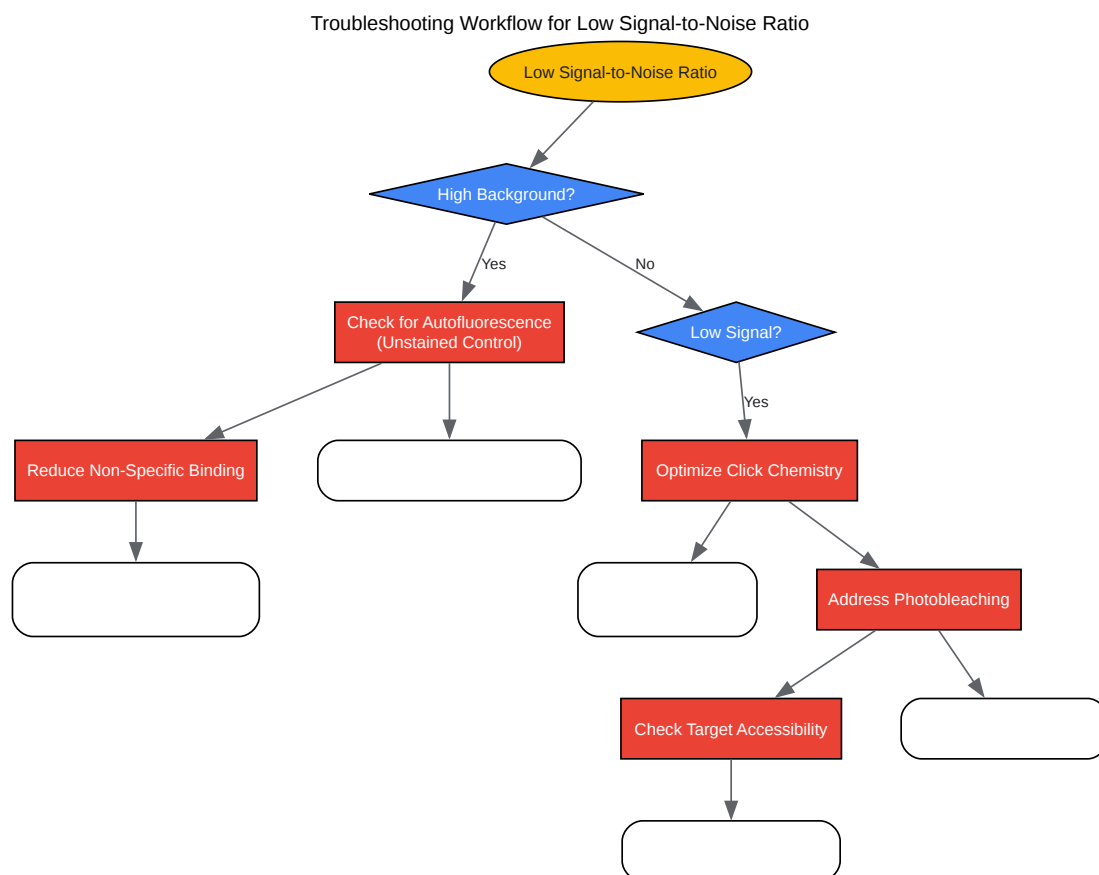 Troubleshooting Workflow for Low Signal-to-Noise Ratio
Low Signal-to-Noise Ratio
High Background?
Yes
No
Check for Autofluorescence
(Unstained Control)
Low Signal?
Yes
Reduce Non-Specific Binding
Optimize Click Chemistry
Address Photobleaching
Check Target Accessibility